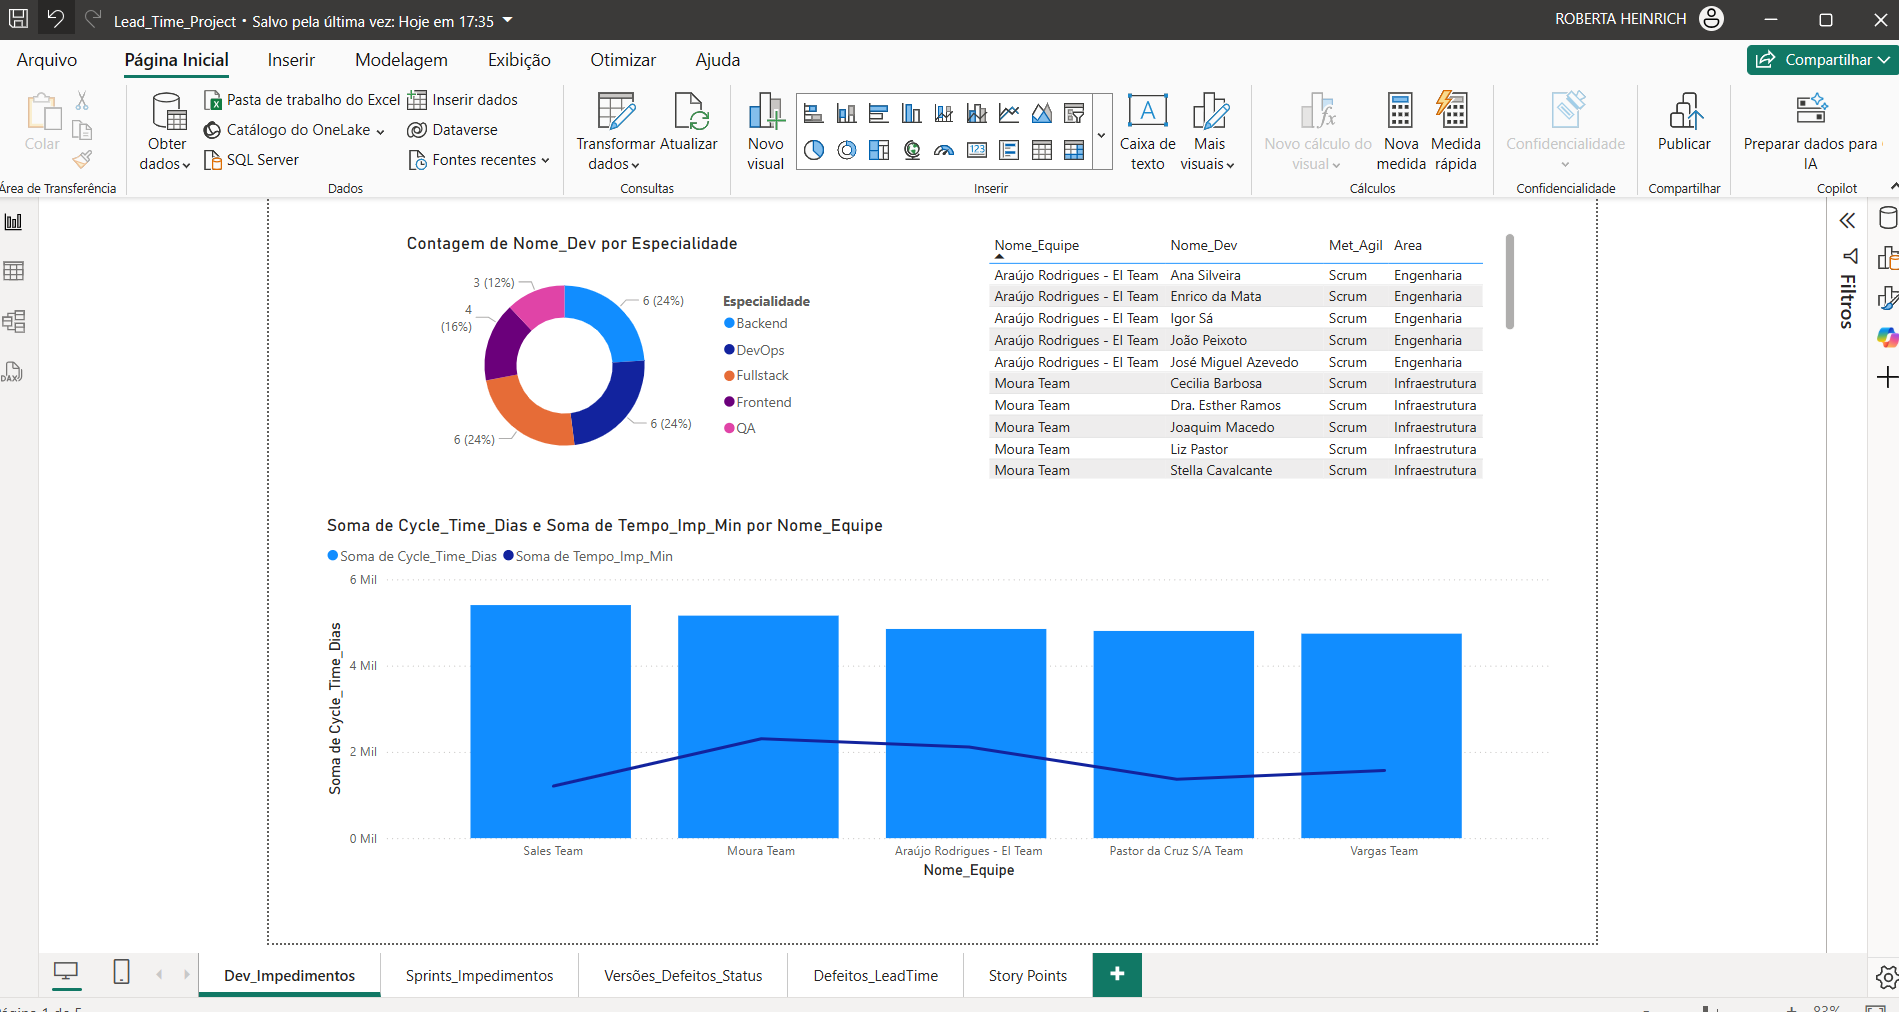 Lead_Time_Project • Salvo pela última vez: Hoje em 17:35
ROBERTA HEINRICH
Arquivo
Página Inicial
Inserir
Modelagem
Exibição
Otimizar
Ajuda
Compartilhar
Colar
Área de Transferência
Obter dados
Pasta de trabalho do Excel
Catálogo do OneLake
SQL Server
Inserir dados
Dataverse
Fontes recentes
Dados
Transformar dados
Atualizar
Consultas
Novo visual
123
Inserir
A
Caixa de texto
Mais visuais
Novo cálculo do visual
Nova medida
Medida rápida
Cálculos
Confidencialidade
Confidencialidade
Publicar
Compartilhar
Preparar dados para IA
Copilot
DAX
Filtros
Contagem de Nome_Dev por Especialidade
3 (12%)
4 (16%)
6 (24%)
6 (24%)
6 (24%)
Especialidade
Backend
DevOps
Fullstack
Frontend
QA
Nome_Equipe Nome_Dev Met_Agil Area
Araújo Rodrigues - EI Team Ana Silveira Scrum Engenharia
Araújo Rodrigues - EI Team Enrico da Mata Scrum Engenharia
Araújo Rodrigues - EI Team Igor Sá Scrum Engenharia
Araújo Rodrigues - EI Team João Peixoto Scrum Engenharia
Araújo Rodrigues - EI Team José Miguel Azevedo Scrum Engenharia
Moura Team Cecilia Barbosa Scrum Infraestrutura
Moura Team Dra. Esther Ramos Scrum Infraestrutura
Moura Team Joaquim Macedo Scrum Infraestrutura
Moura Team Liz Pastor Scrum Infraestrutura
Moura Team Stella Cavalcante Scrum Infraestrutura
Soma de Cycle_Time_Dias e Soma de Tempo_Imp_Min por Nome_Equipe
Soma de Cycle_Time_Dias Soma de Tempo_Imp_Min
6 Mil
4 Mil
2 Mil
0 Mil
Soma de Cycle_Time_Dias
Sales Team
Moura Team
Araújo Rodrigues - EI Team
Pastor da Cruz S/A Team
Vargas Team
Nome_Equipe
Dev_Impedimentos
Sprints_Impedimentos
Versões_Defeitos_Status
Defeitos_LeadTime
Story Points